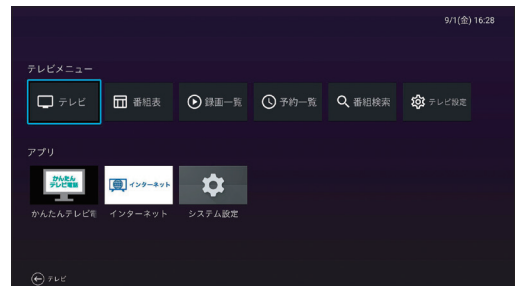 9/1(金) 16:28
テレビメニュー
テレビ
番組表
録画一覧
予約一覧
番組検索
テレビ設定
アプリ
かんたん
テレビ電話
インターネット
かんたんテレビ電
インターネット
システム設定
テレビ